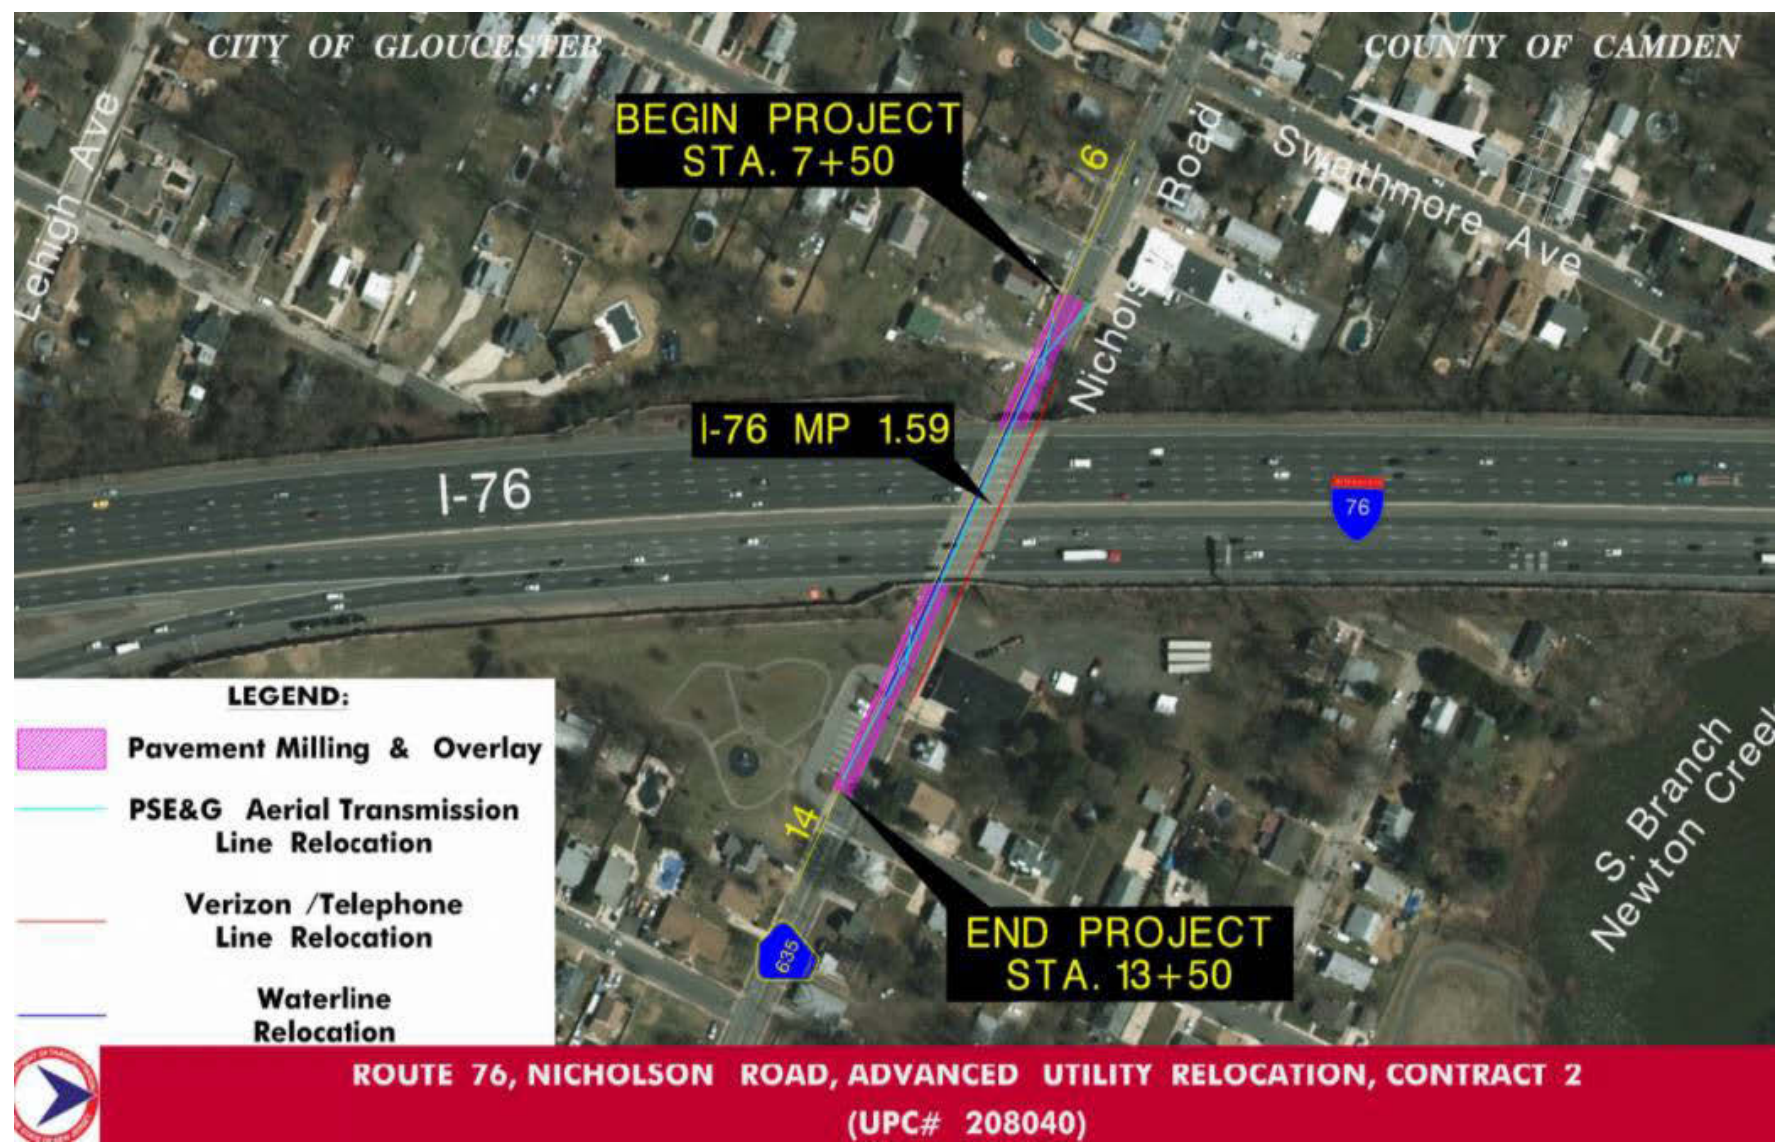 CITY OF GLOUCESTER
COUNTY OF CAMDEN
Lehigh Ave
BEGIN PROJECT
STA. 7+50
6
Road
Swathmore Ave
Nichols
I-76 MP 1.59
I-76
76
LEGEND:
Pavement Milling & Overlay
PSE&G Aerial Transmission
Line Relocation
Verizon /Telephone
Line Relocation
Waterline
Relocation
14
635
END PROJECT
STA. 13+50
S. Branch
Newton Creek
ROUTE 76, NICHOLSON ROAD, ADVANCED UTILITY RELOCATION, CONTRACT 2
(UPC# 208040)